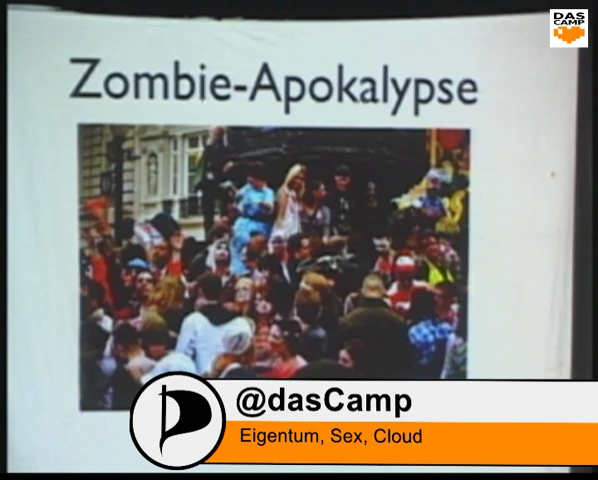 DAS
CAMP
Zombie-Apokalypse
@dasCamp
Eigentum, Sex, Cloud